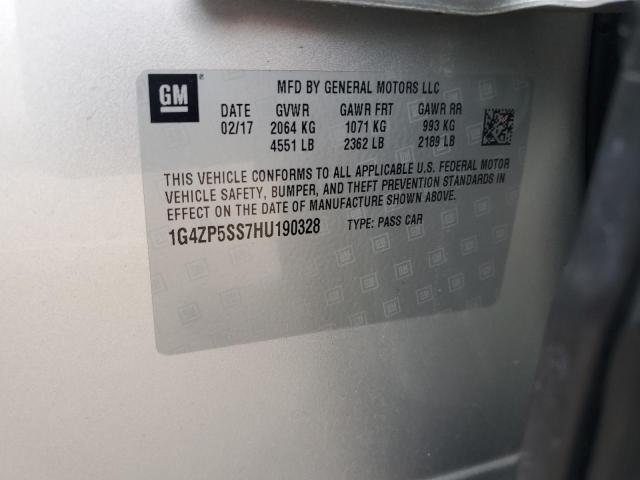 GM
MFD BY GENERAL MOTORS LLC
DATE GVWR GAWR FRT GAWR RR
02/17 2064 KG 1071 KG 993 KG
4551 LB 2362 LB 2189 LB
THIS VEHICLE CONFORMS TO ALL APPLICABLE U.S. FEDERAL MOTOR
VEHICLE SAFETY, BUMPER, AND THEFT PREVENTION STANDARDS IN
EFFECT ON THE DATE OF MANUFACTURE SHOWN ABOVE.
1G4ZP5SS7HU190328 TYPE: PASS CAR